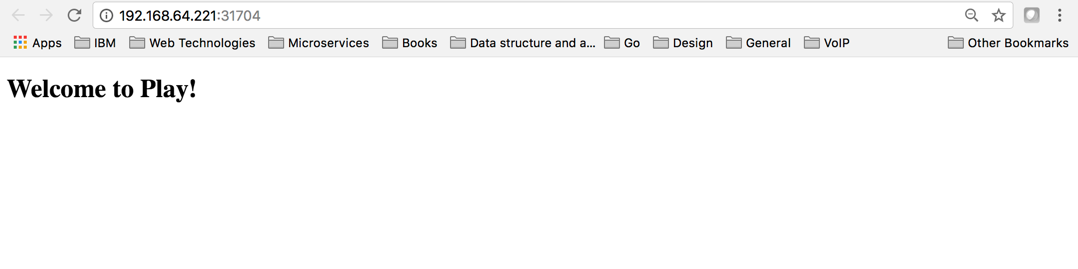 192.168.64.221:31704
Apps IBM Web Technologies Microservices Books Data structure and a... Go Design General VoIP Other Bookmarks
Welcome to Play!